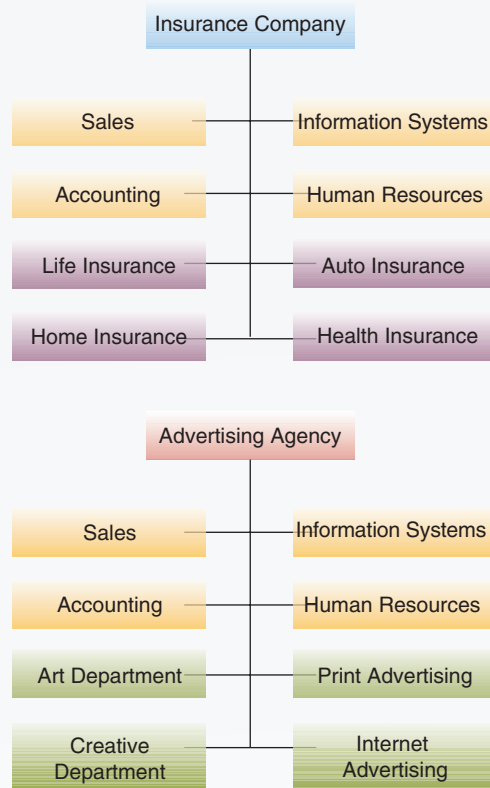 Insurance Company
Sales
Information Systems
Accounting
Human Resources
Life Insurance
Auto Insurance
Home Insurance
Health Insurance
Advertising Agency
Sales
Information Systems
Accounting
Human Resources
Art Department
Print Advertising
Creative
Department
Internet
Advertising